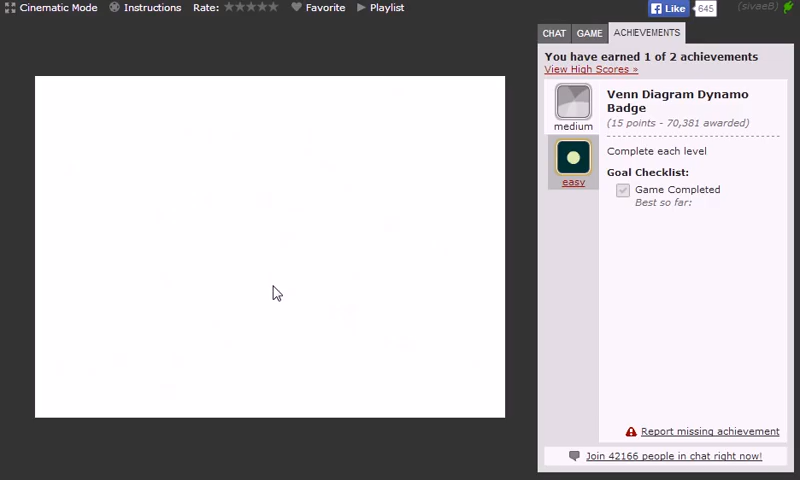 Cinematic Mode Instructions Rate: Favorite Playlist
Like 645 (sivaeB)
CHAT GAME ACHIEVEMENTS
You have earned 1 of 2 achievements
View High Scores »
medium
easy
Venn Diagram Dynamo
Badge
(15 points - 70,381 awarded)
Complete each level
Goal Checklist:
Game Completed
Best so far:
Report missing achievement
Join 42166 people in chat right now!